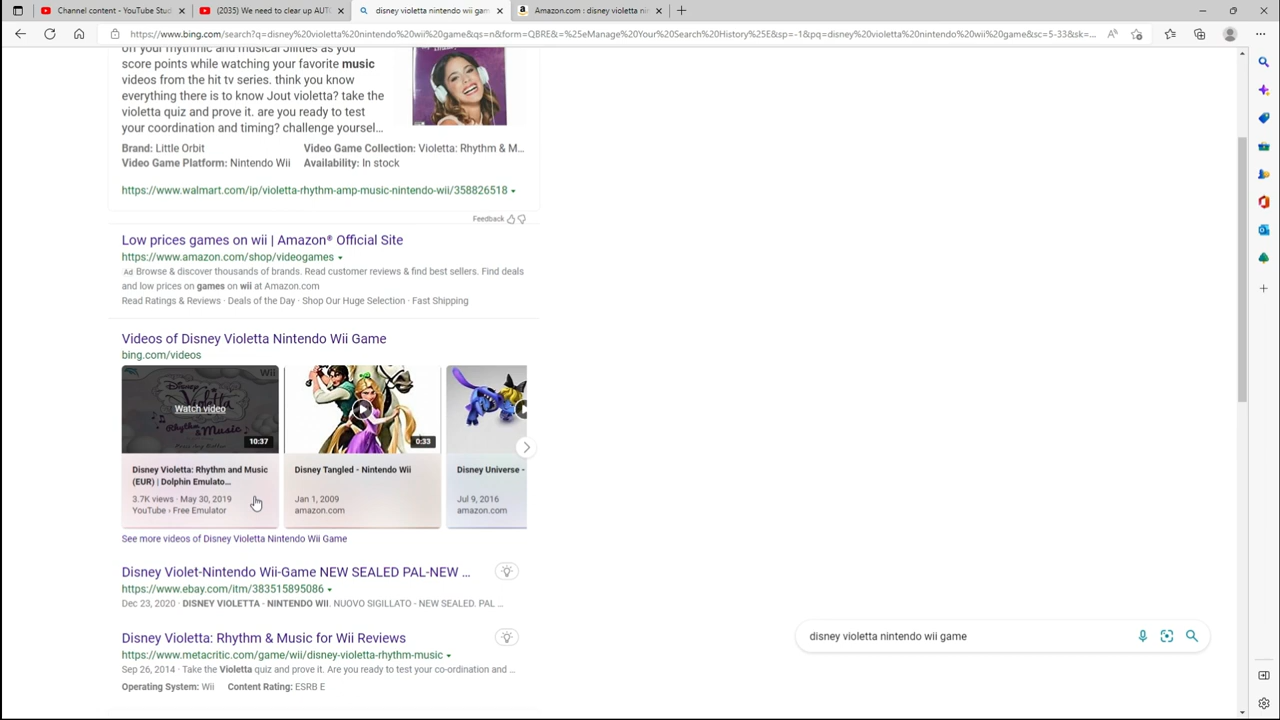 Channel content - YouTube Stud
(2035) We need to clear up AUT
disney violetta nintendo wii gam
Amazon.com : disney violetta nin
https://www.bing.com/search?q=disney%20violetta%20nintendo%20wii%20game&qs=n&form=QBRE&=%25eManage%20Your%20Search%20History%25E&sp=-1&pq=disney%20violetta%20nintendo%20wii%20game&sc=5-33&sk=...
off your rhythmic and musical
score points while watching your favorite music
videos from the hit tv series. think you know
everything there is to know Jout violetta? take the
violetta quiz and prove it. are you ready to test
your coordination and timing? challenge yoursel...
Brand: Little Orbit
Video Game Collection: Violetta: Rhythm & M...
Video Game Platform: Nintendo Wii
Availability: In stock
https://www.walmart.com/ip/violetta-rhythm-amp-music-nintendo-wii/358826518
Feedback
Low prices games on wii | Amazon® Official Site
https://www.amazon.com/shop/videogames
Ad Browse & discover thousands of brands. Read customer reviews & find best sellers. Find deals
and low prices on games on wii at Amazon.com
Read Ratings & Reviews · Deals of the Day · Shop Our Huge Selection · Fast Shipping
Videos of Disney Violetta Nintendo Wii Game
bing.com/videos
Wii
Disney
Violetta
Rhythm & Music
Watch video
10:37
0:33
Disney Violetta: Rhythm and Music
(EUR) | Dolphin Emulato...
3.7K views · May 30, 2019
YouTube › Free Emulator
Disney Tangled - Nintendo Wii
Jan 1, 2009
amazon.com
Disney Universe -
Jul 9, 2016
amazon.com
See more videos of Disney Violetta Nintendo Wii Game
Disney Violet-Nintendo Wii-Game NEW SEALED PAL-NEW ...
https://www.ebay.com/itm/383515895086
Dec 23, 2020 · DISNEY VIOLETTA - NINTENDO WII. NUOVO SIGILLATO - NEW SEALED. PAL ...
Disney Violetta: Rhythm & Music for Wii Reviews
https://www.metacritic.com/game/wii/disney-violetta-rhythm-music
Sep 26, 2014 · Take the Violetta quiz and prove it. Are you ready to test your co-ordination and ...
Operating System: Wii
Content Rating: ESRB E
disney violetta nintendo wii game